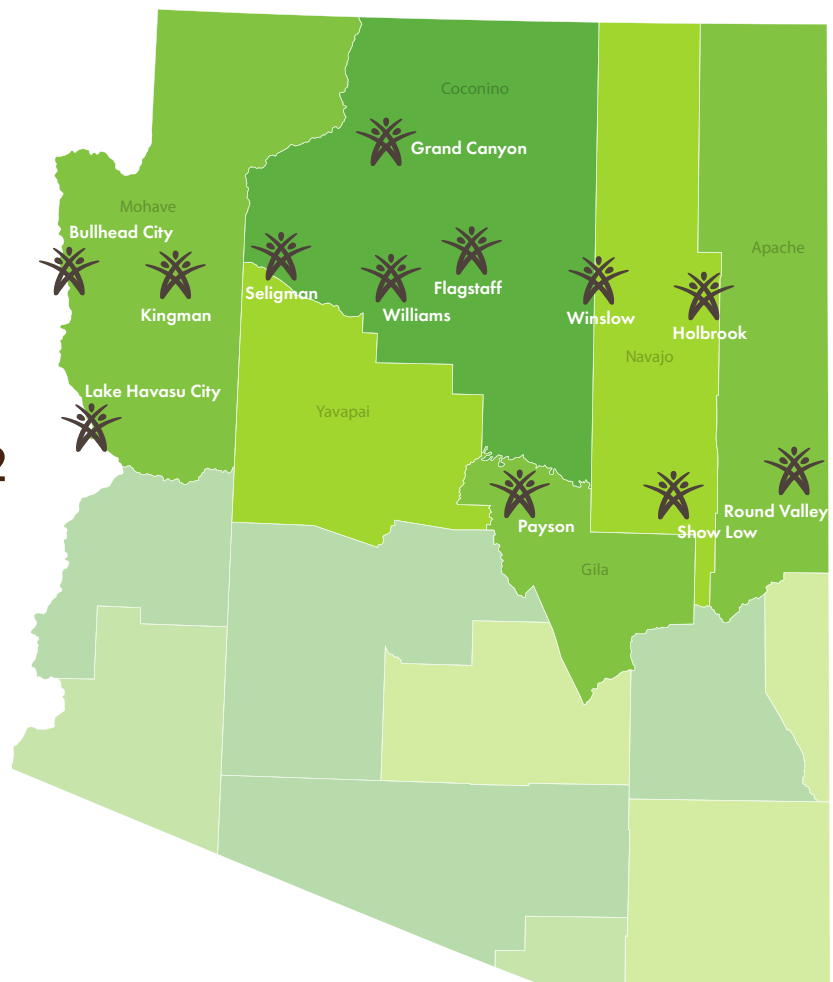 Coconino
Grand Canyon
Mohave
Bullhead City
Apache
Kingman
Seligman
Williams
Flagstaff
Winslow
Holbrook
Navajo
Lake Havasu City
Yavapai
2
Payson
Show Low
Round Valley
Gila